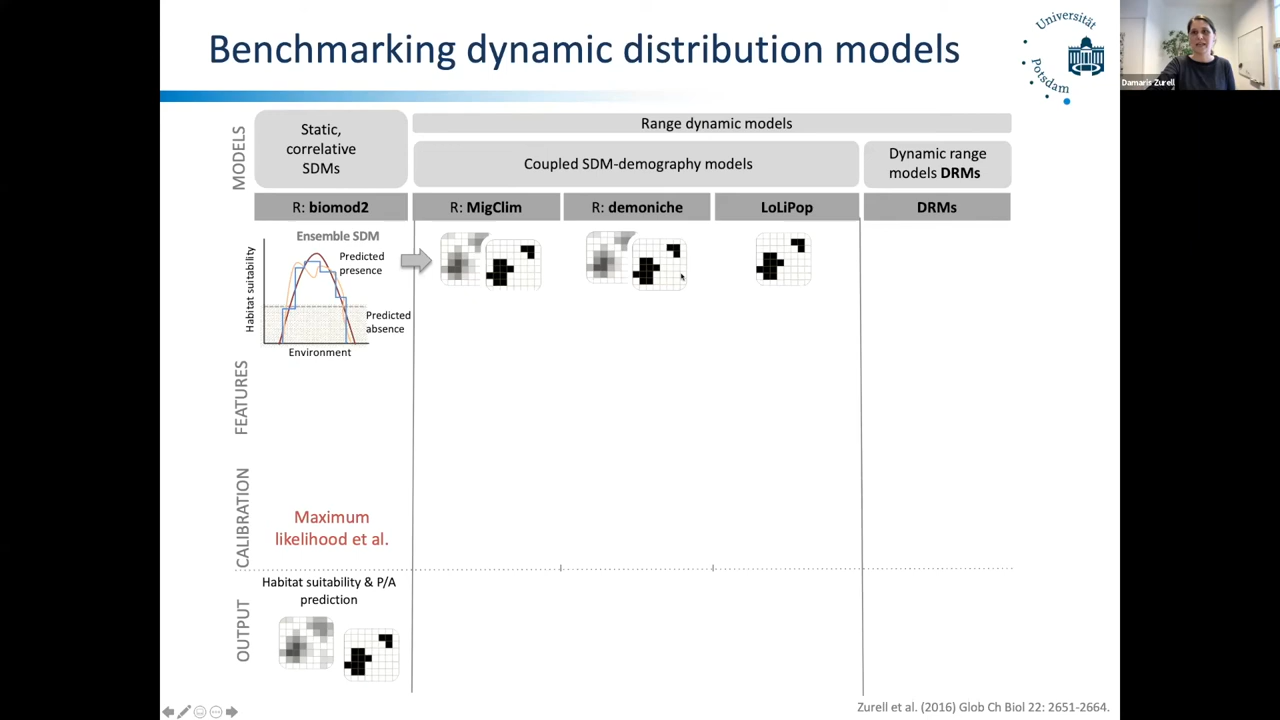 Benchmarking dynamic distribution models
Universität
Potsdam
Damaris Zurell
MODELS
Static,
correlative
SDMs
Range dynamic models
Coupled SDM-demography models
Dynamic range
models DRMs
R: biomod2
R: MigClim
R: demoniche
LoLiPop
DRMs
FEATURES
Ensemble SDM
Habitat suitability
Predicted
presence
Predicted
absence
Environment
CALIBRATION
Maximum
likelihood et al.
OUTPUT
Habitat suitability & P/A
prediction
Zurell et al. (2016) Glob Ch Biol 22: 2651-2664.